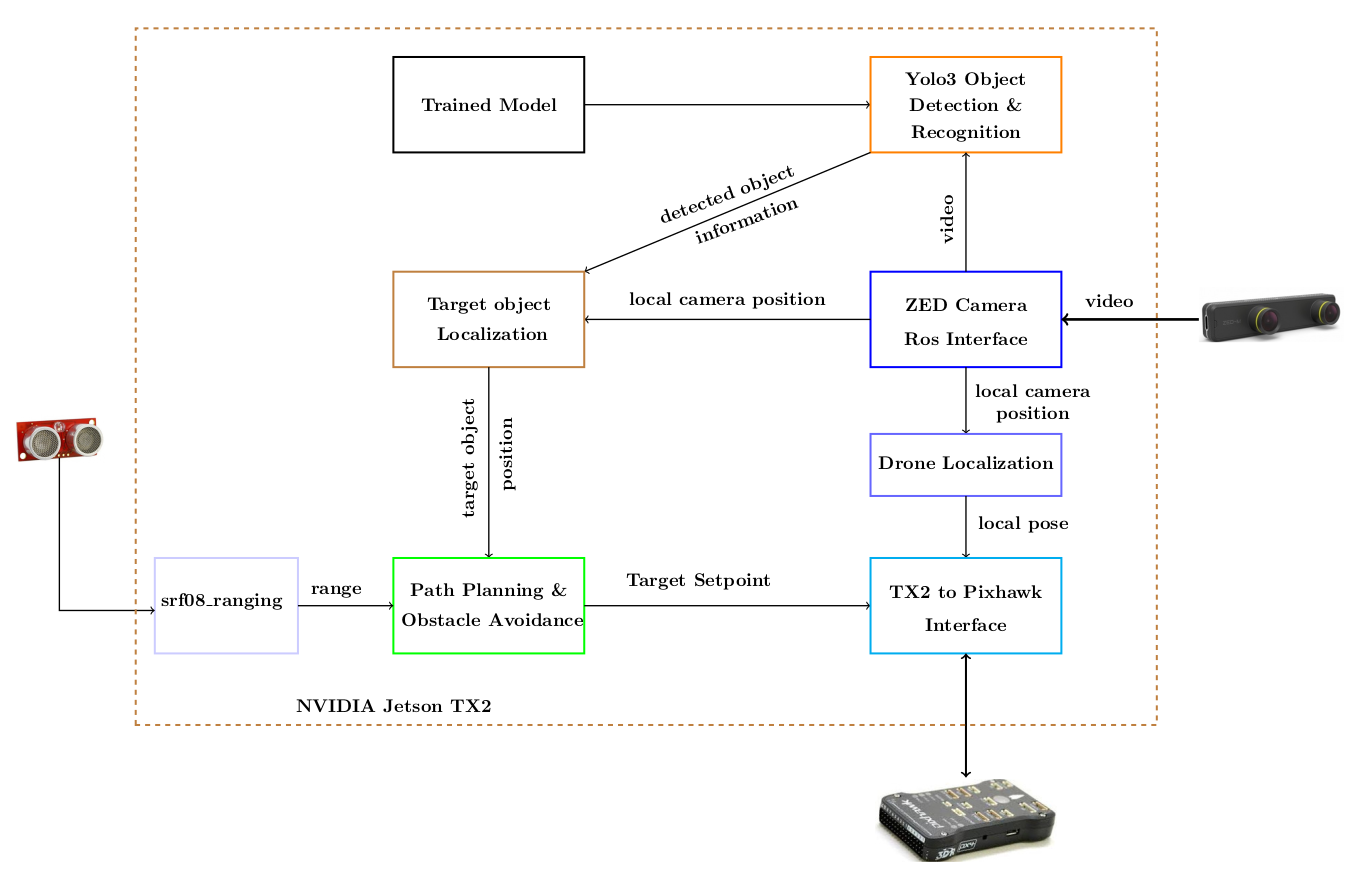 Trained Model
Yolo3 Object
Detection &
Recognition
detected object
information
video
Target object
Localization
local camera position
ZED Camera
Ros Interface
video
local camera
position
target object
position
Drone Localization
local pose
srf08_ranging
range
Path Planning &
Obstacle Avoidance
Target Setpoint
TX2 to Pixhawk
Interface
NVIDIA Jetson TX2
pixhawk
3DR